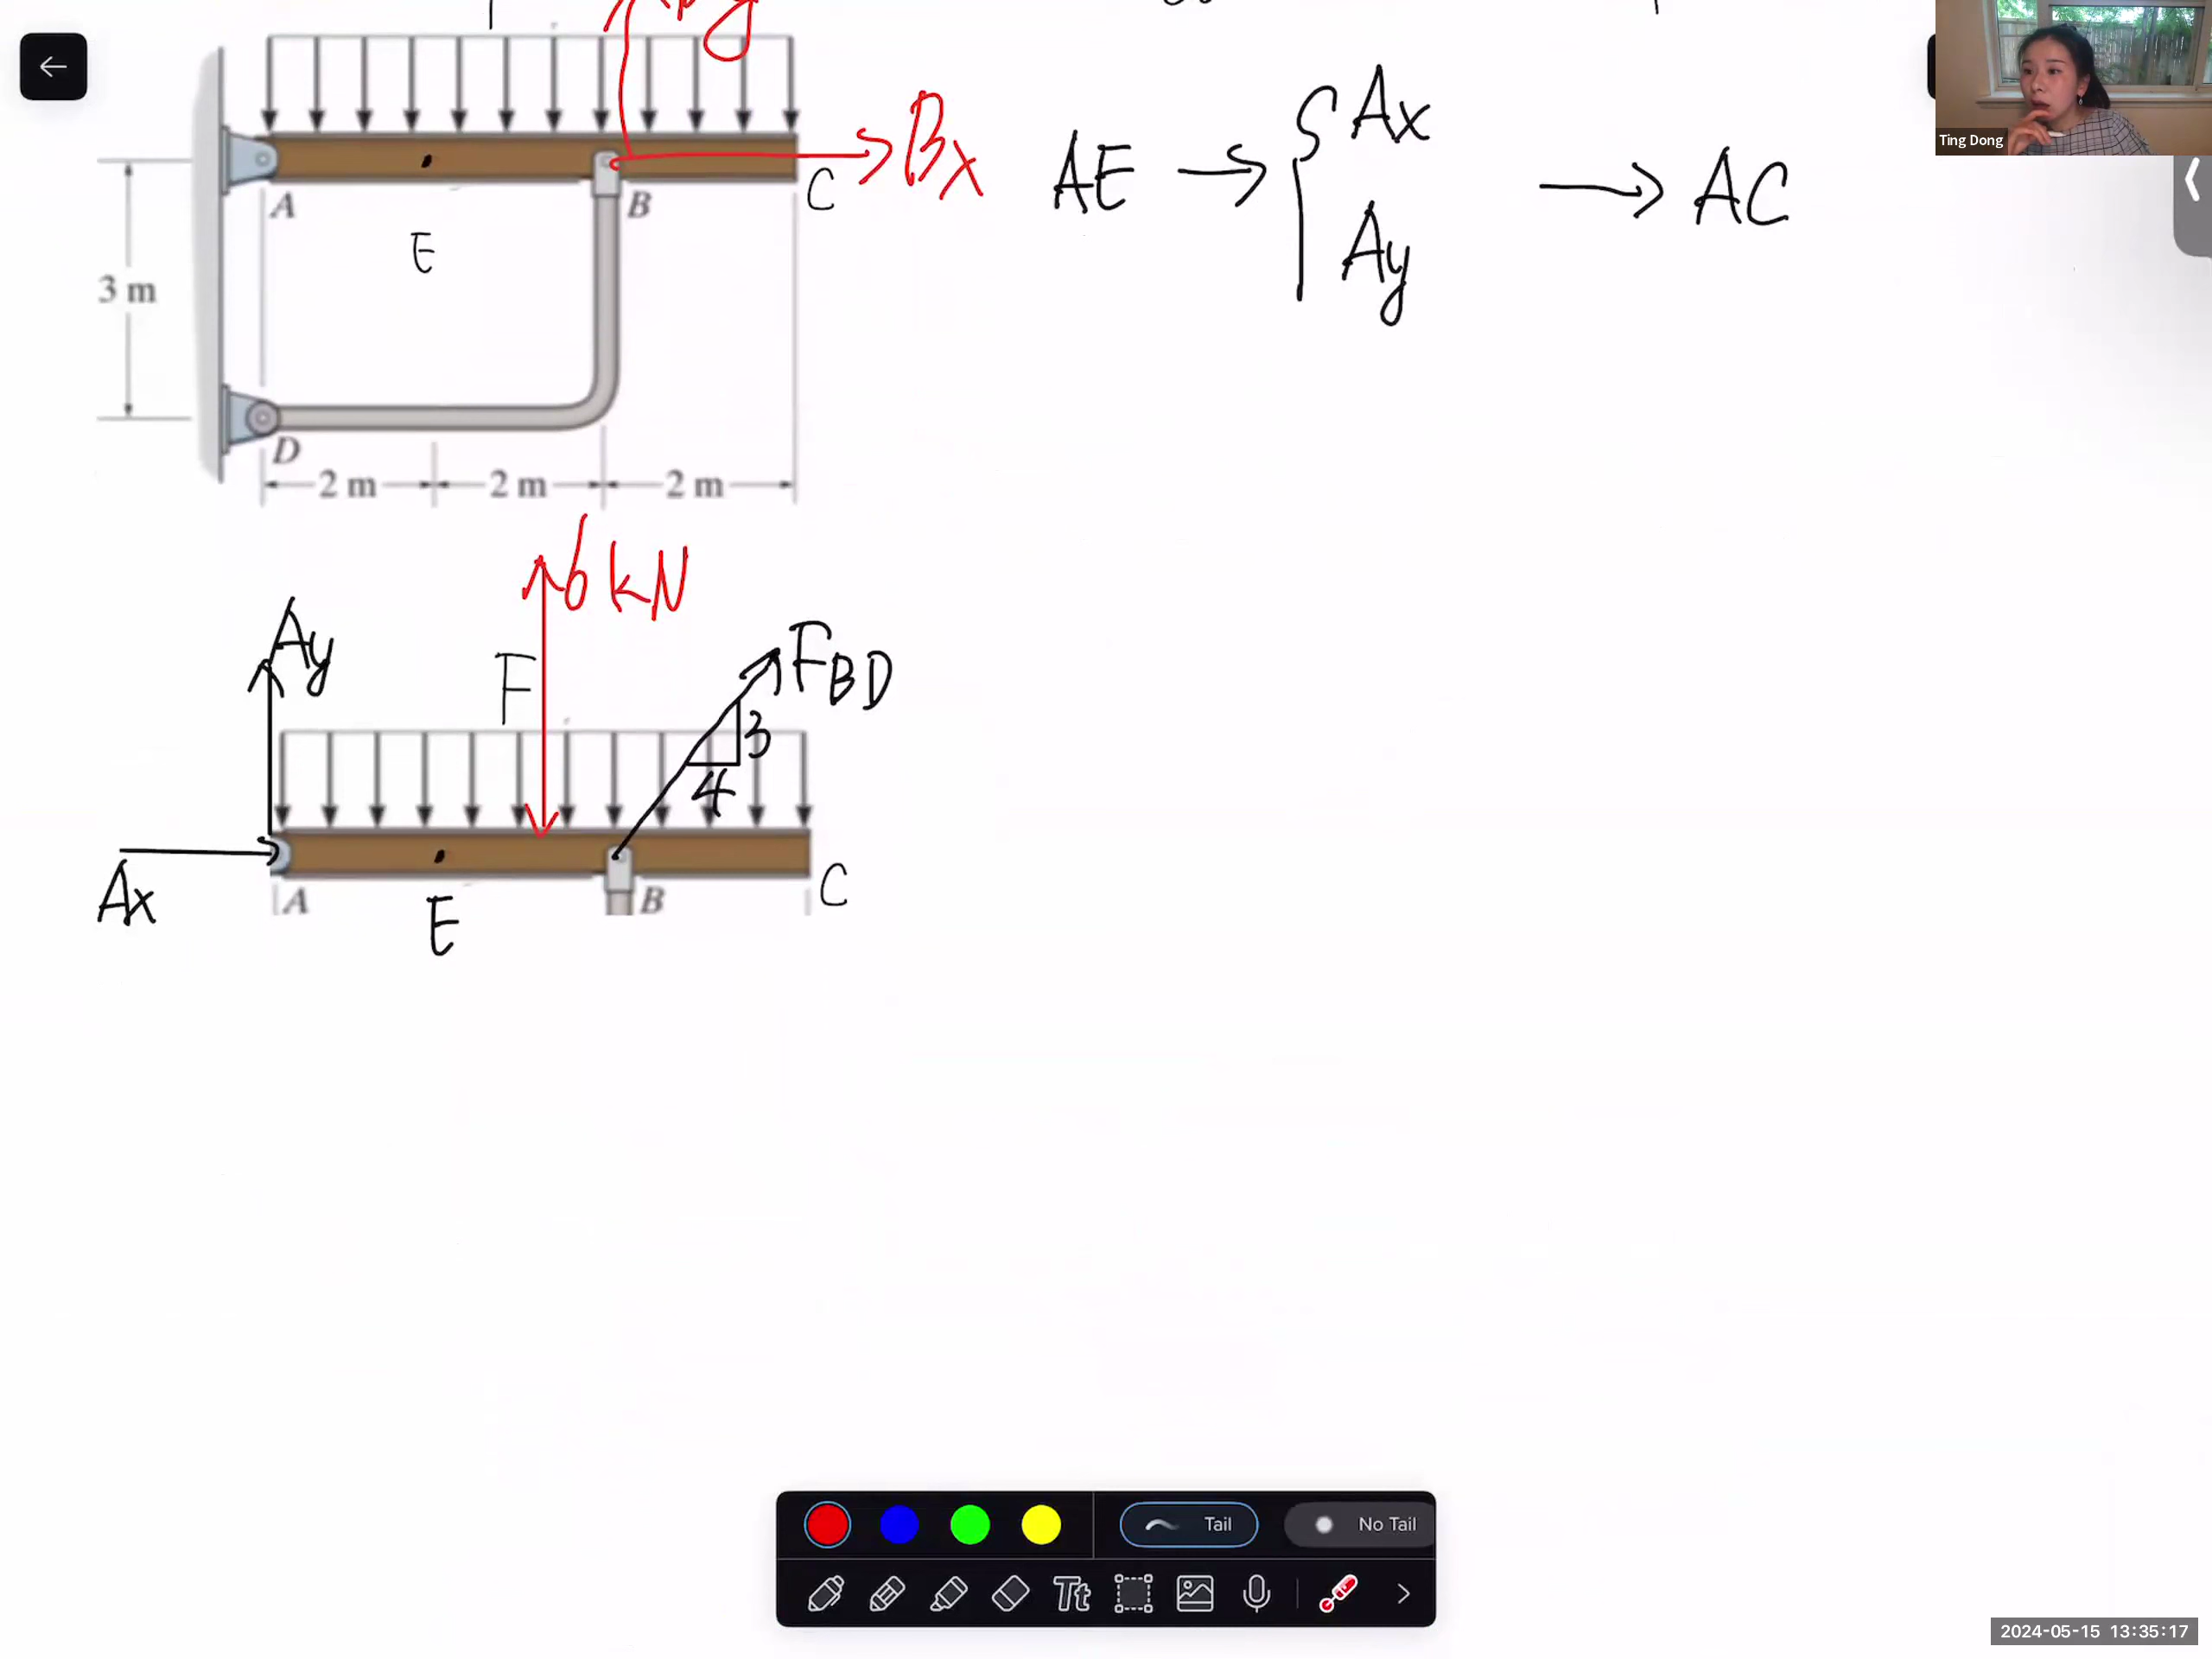 Bx
Ax
AE → { → AC
Ay
A
B
C
E
3 m
D
2 m
2 m
2 m
6 kN
Ay
F
FBD
3
4
Ax
A
E
B
C
Ting Dong
Tail
No Tail
Tt
2024-05-15 13:35:17